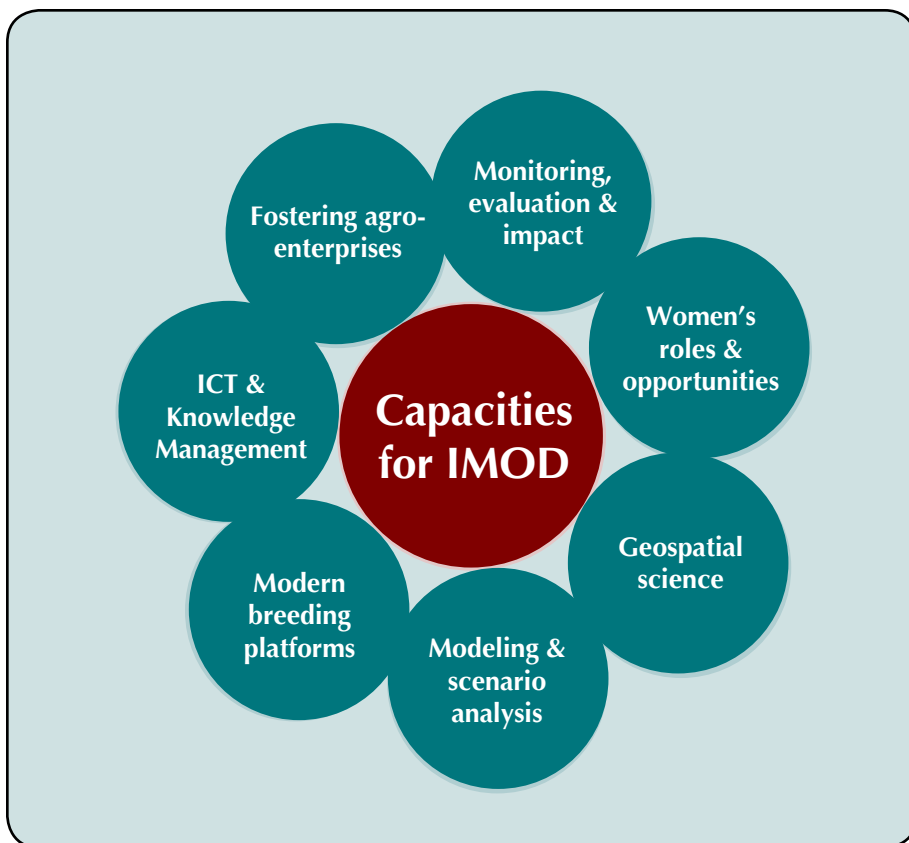 Monitoring,
evaluation &
impact
Fostering agro-
enterprises
Women's
roles &
opportunities
ICT &
Knowledge
Management
Capacities
for IMOD
Geospatial
science
Modern
breeding
platforms
Modeling &
scenario
analysis